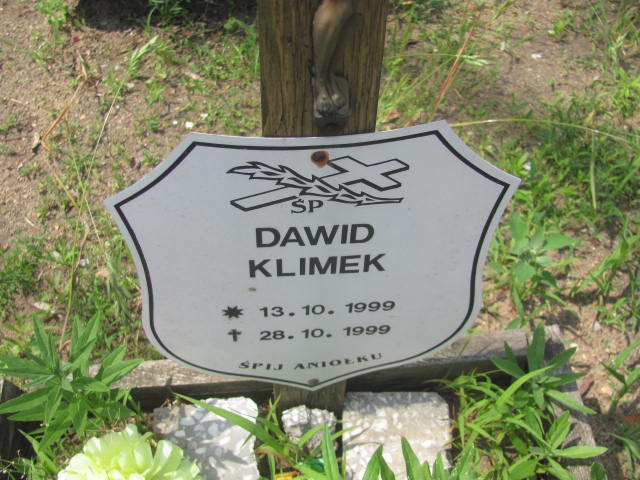 ŚP
DAWID
KLIMEK
13.10.1999
28.10.1999
ŚPIJ ANIOŁKU